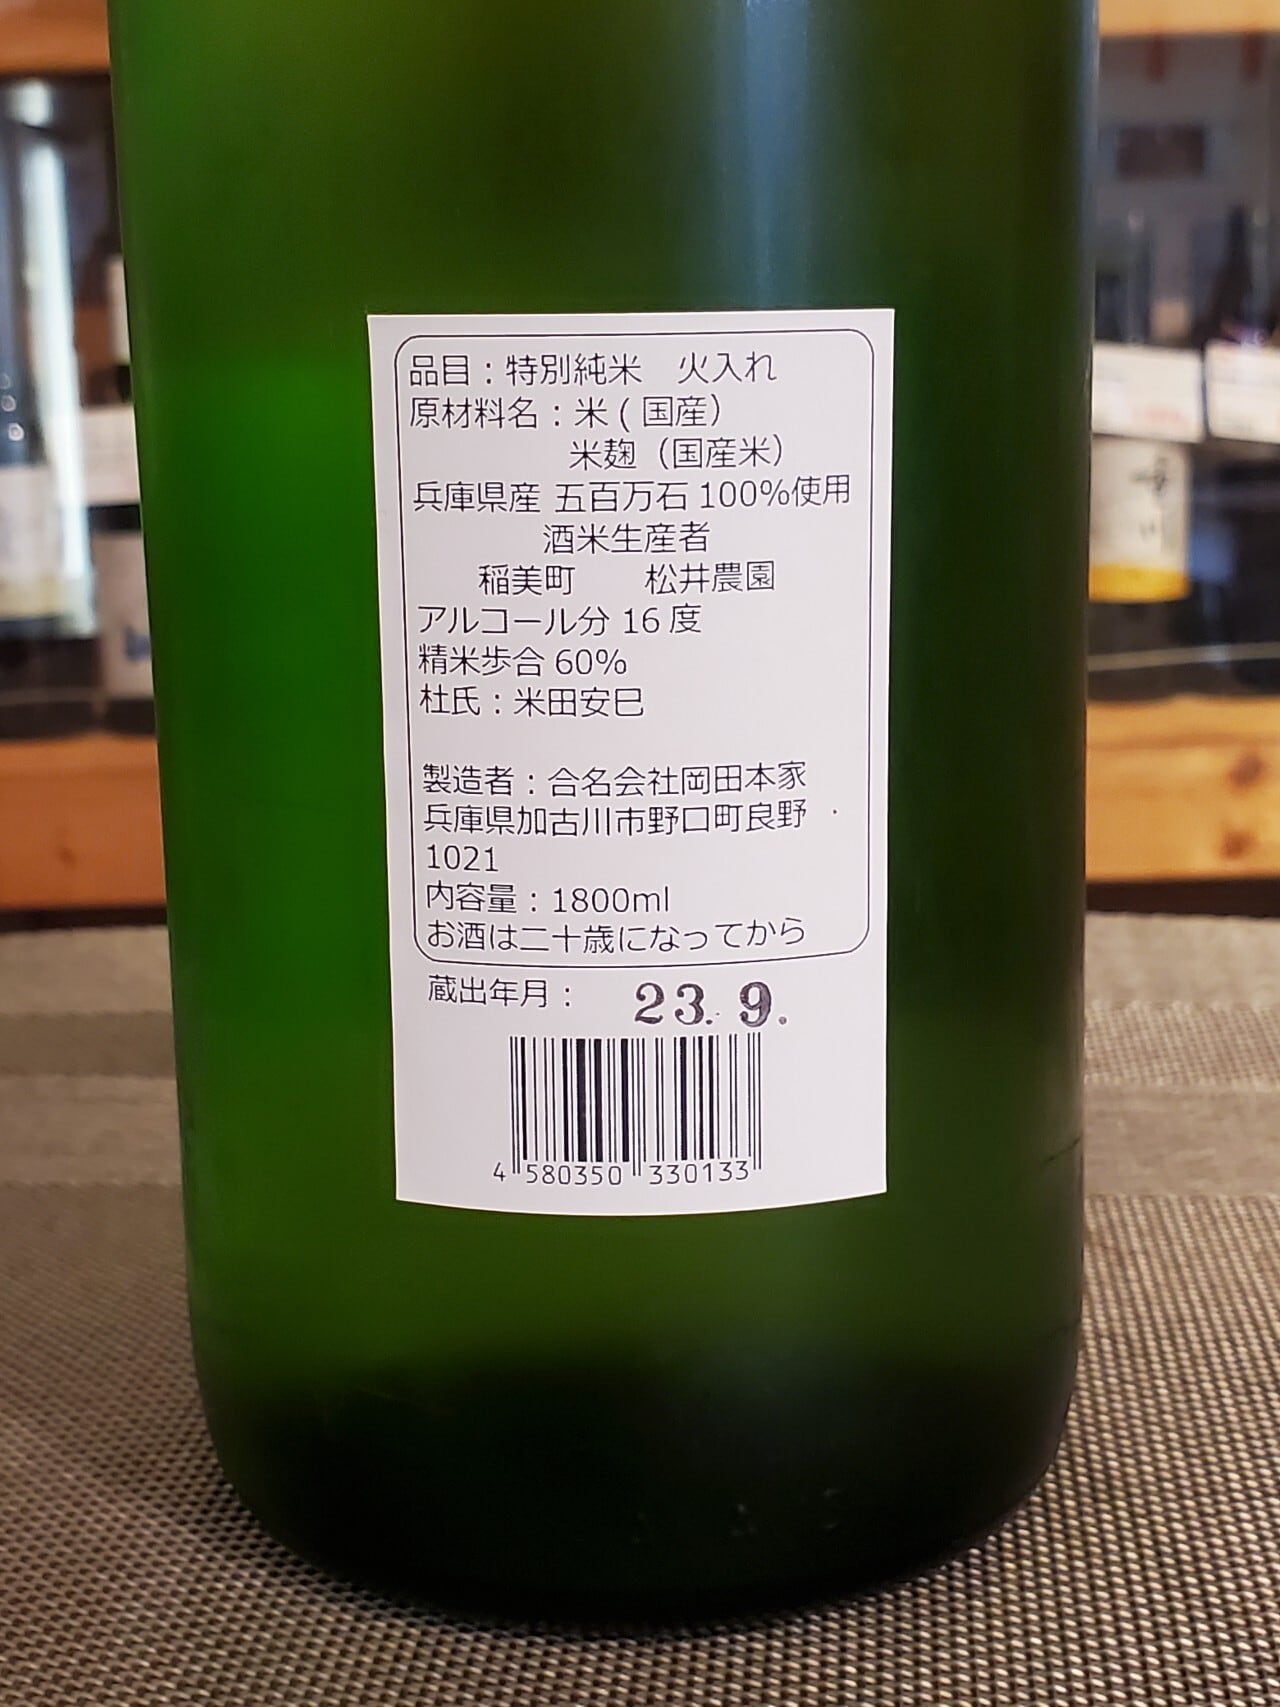 品目：特別純米　火入れ
原材料名：米(国産）
米麹（国産米）
兵庫県産 五百万石 100%使用
酒米生産者
稲美町　　松井農園
アルコール分 16 度
精米歩合 60%
杜氏：米田安巳
製造者：合名会社岡田本家
兵庫県加古川市野口町良野
1021
内容量：1800ml
お酒は二十歳になってから
蔵出年月： 23. 9.
4 580350 330133